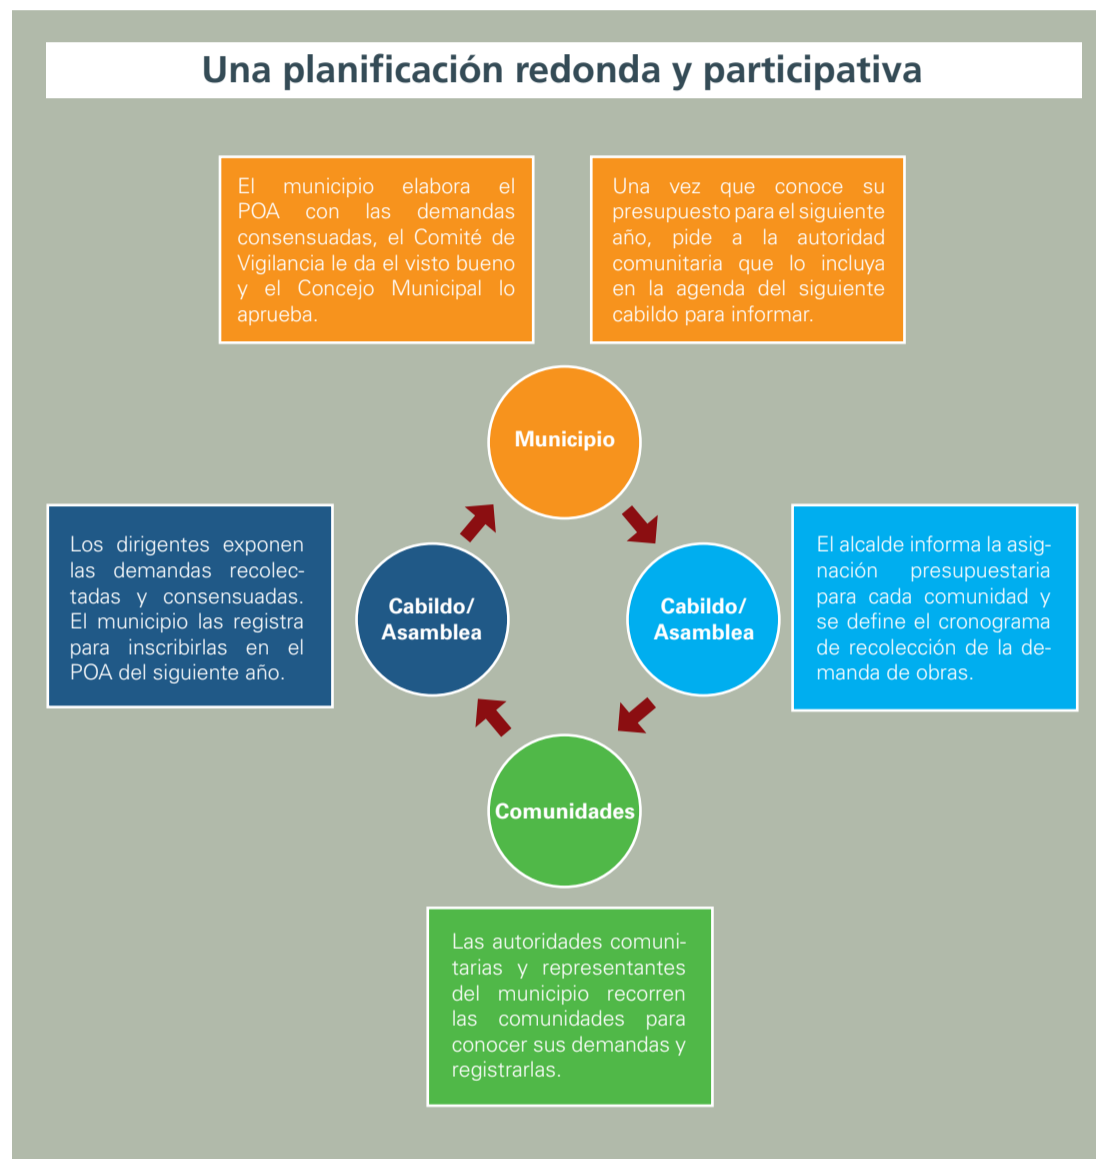 Una planificación redonda y participativa
El municipio elabora el
POA con las demandas
consensuadas, el Comité de
Vigilancia le da el visto bueno
y el Concejo Municipal lo
aprueba.
Una vez que conoce su
presupuesto para el siguiente
año, pide a la autoridad
comunitaria que lo incluya
en la agenda del siguiente
cabildo para informar.
Municipio
Los dirigentes exponen
las demandas recolec-
tadas y consensuadas.
El municipio las registra
para inscribirlas en el
POA del siguiente año.
Cabildo/
Asamblea
Cabildo/
Asamblea
El alcalde informa la asig-
nación presupuestaria
para cada comunidad y
se define el cronograma
de recolección de la de-
manda de obras.
Comunidades
Las autoridades comuni-
tarias y representantes
del municipio recorren
las comunidades para
conocer sus demandas y
registrarlas.